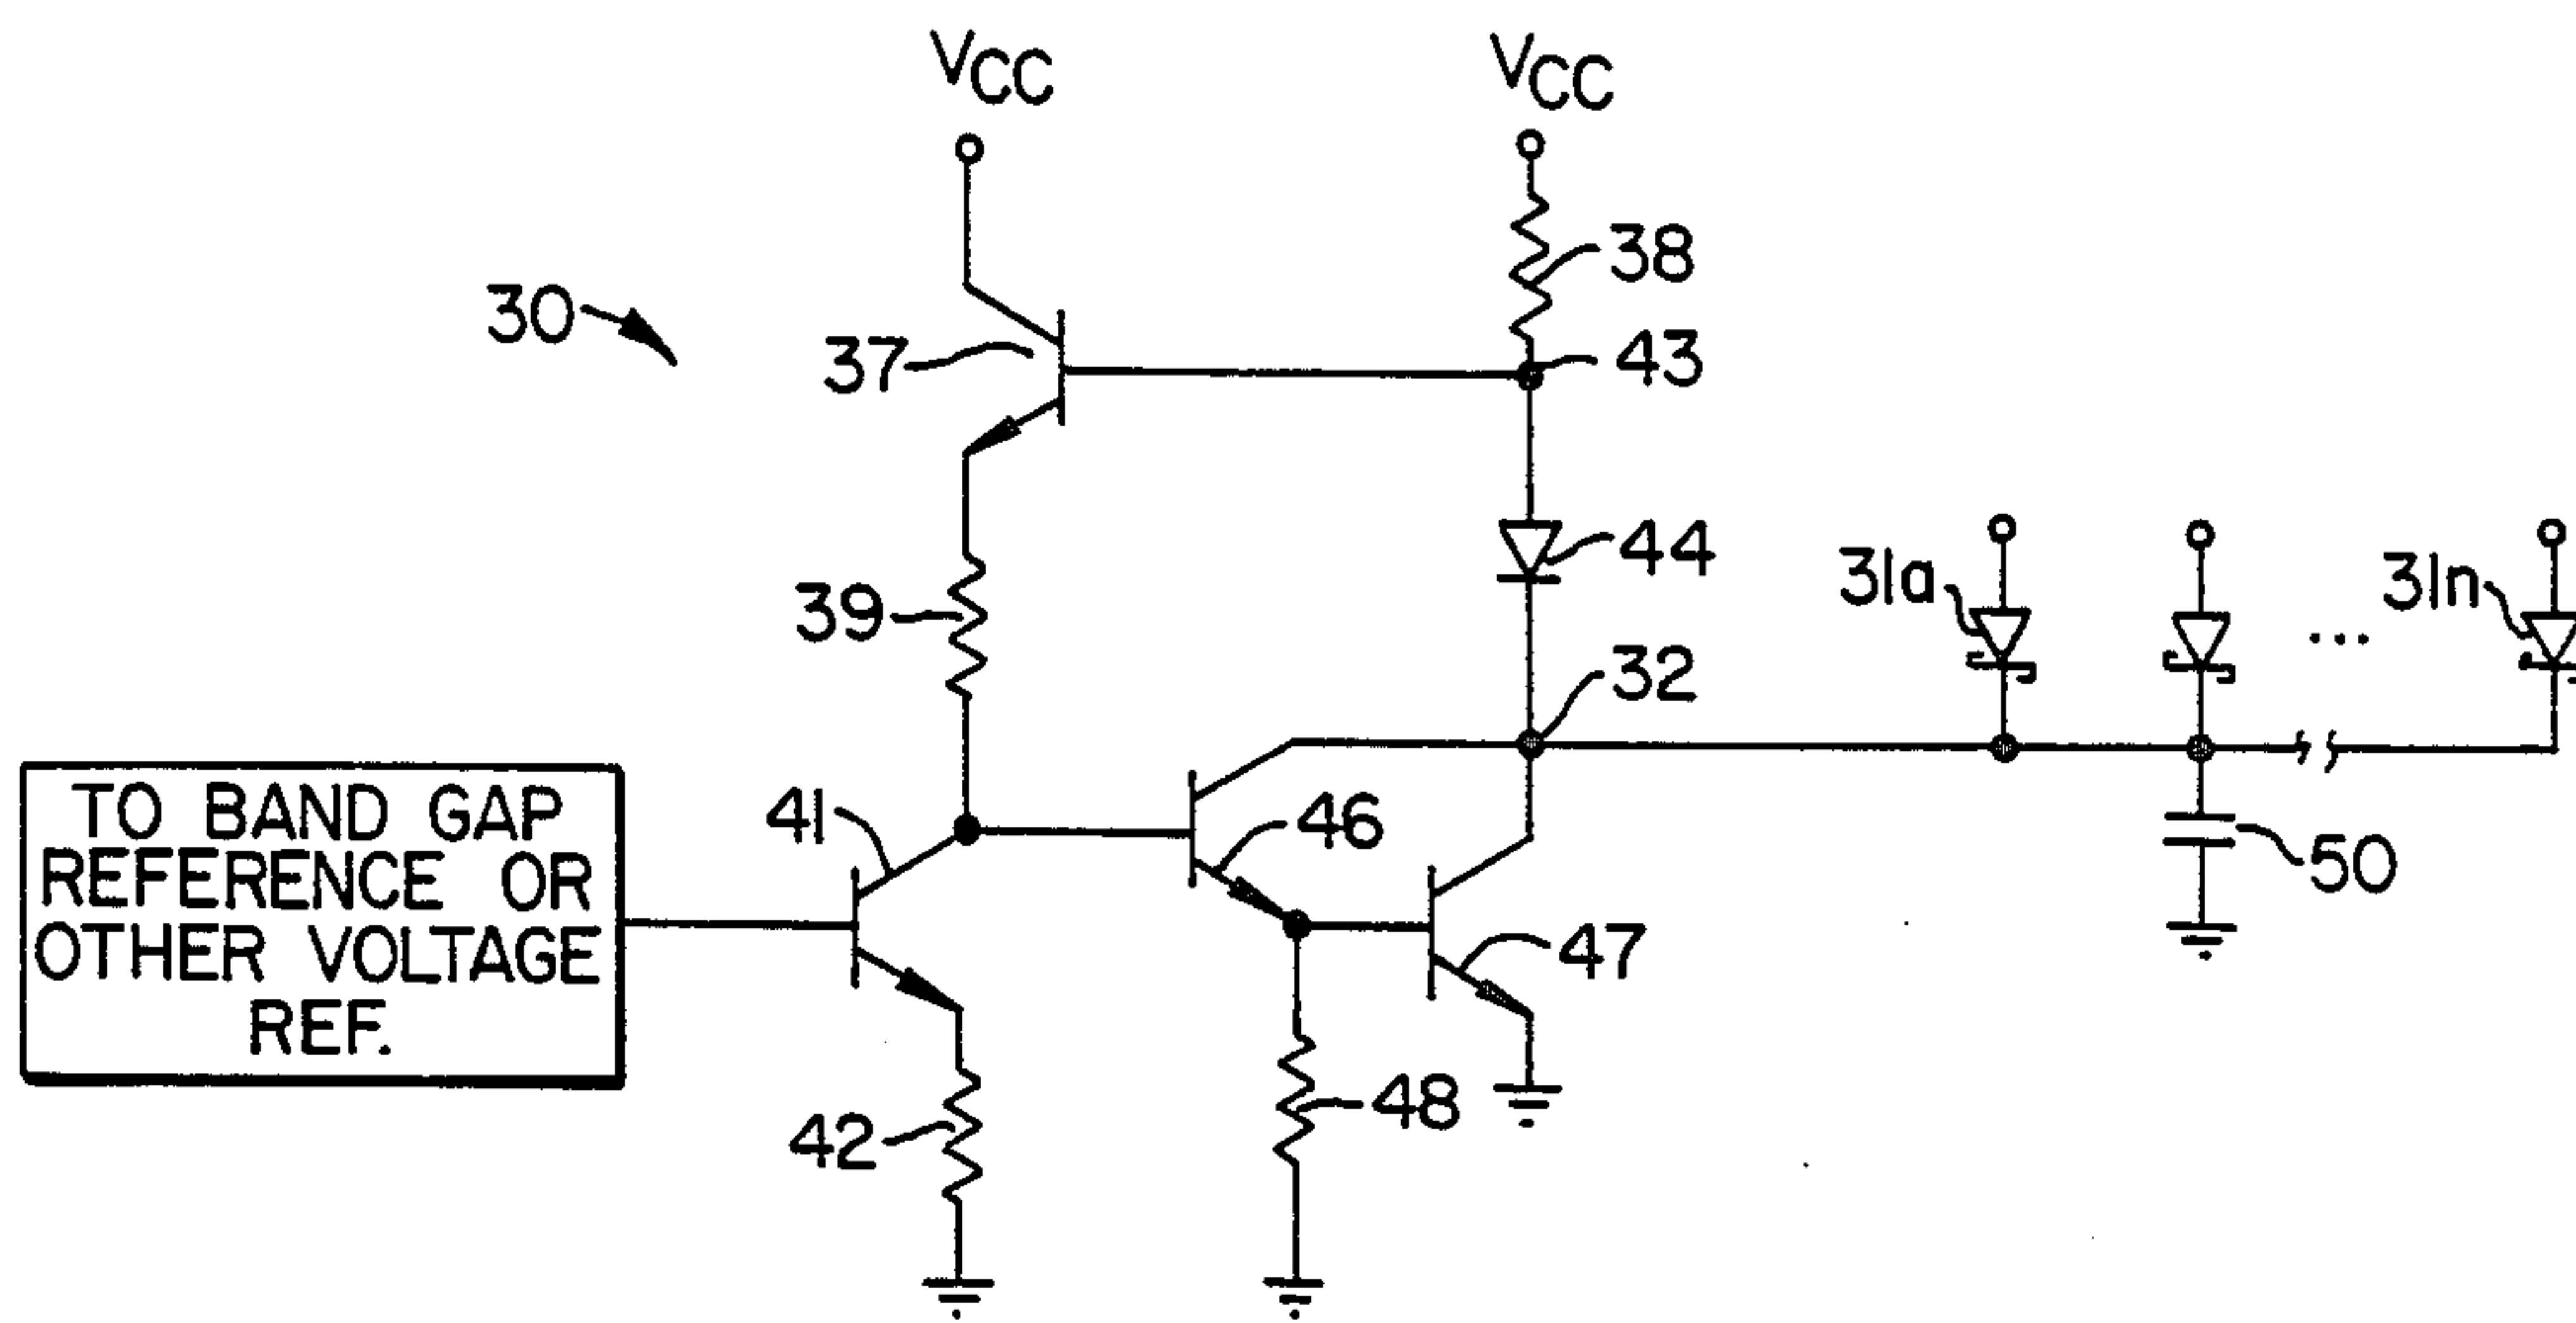 VCC
VCC
30
37
38
43
39
44
31a
31n
32
TO BAND GAP
REFERENCE OR
OTHER VOLTAGE
REF.
41
46
47
50
42
48